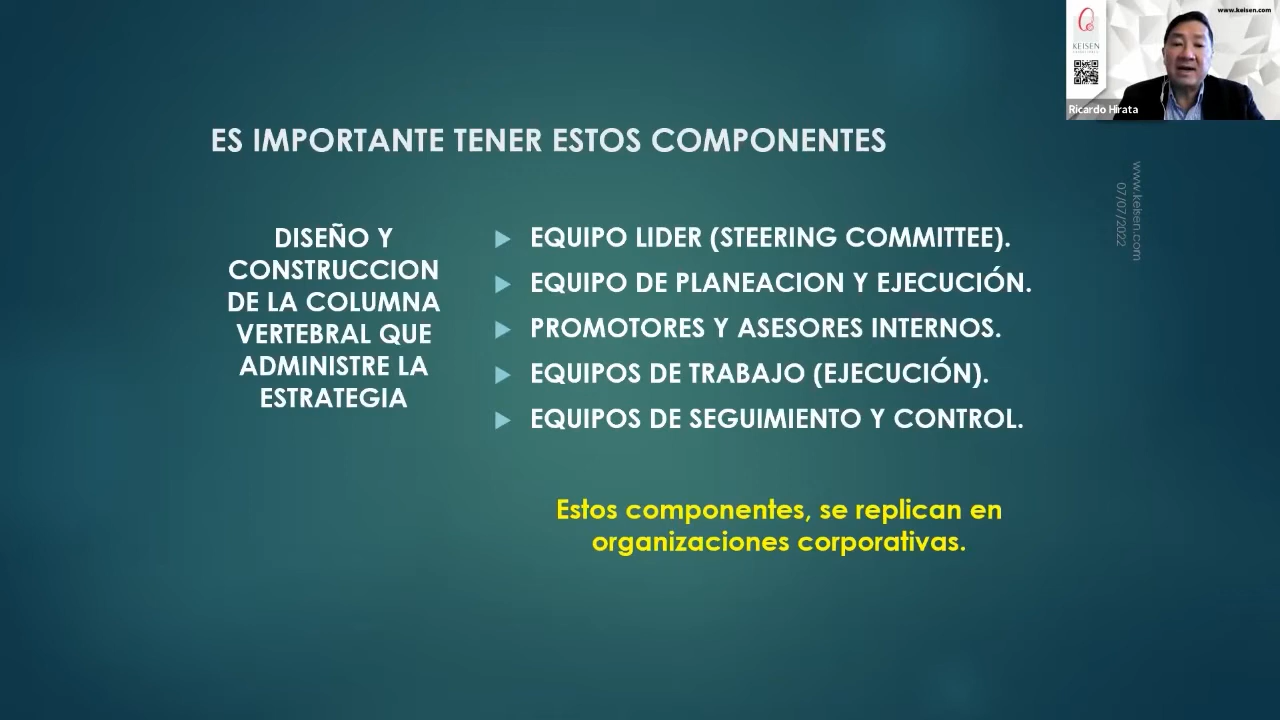 www.keisen.com
KEISEN
Ricardo Hirata
ES IMPORTANTE TENER ESTOS COMPONENTES
www.keisen.com
07/07/2022
DISEÑO Y
CONSTRUCCION
DE LA COLUMNA
VERTEBRAL QUE
ADMINISTRE LA
ESTRATEGIA
EQUIPO LIDER (STEERING COMMITTEE).
EQUIPO DE PLANEACION Y EJECUCIÓN.
PROMOTORES Y ASESORES INTERNOS.
EQUIPOS DE TRABAJO (EJECUCIÓN).
EQUIPOS DE SEGUIMIENTO Y CONTROL.
Estos componentes, se replican en
organizaciones corporativas.